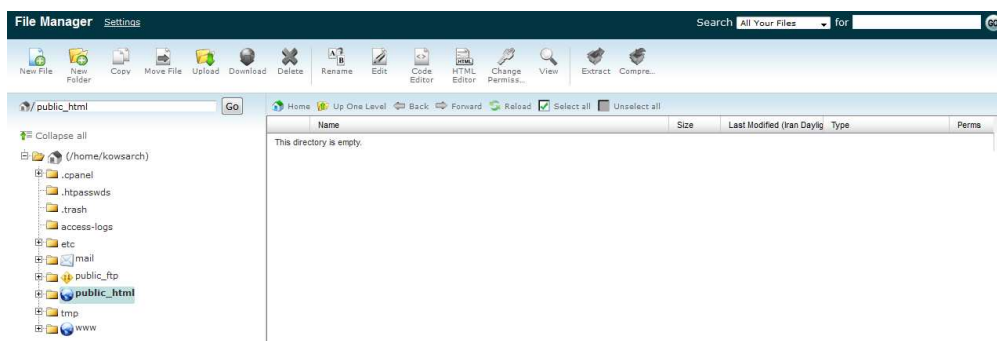 File Manager Settings
Search All Your Files for
New File New Folder Copy Move File Upload Download Delete Rename Edit Code Editor HTML Editor Change Permiss... View Extract Compre...
/ public_html Go
Home Up One Level Back Forward Reload Select all Unselect all
Collapse all
Name Size Last Modified (Iran Daylig Type Perms
This directory is empty.
(/home/kowsarch)
.cpanel
.htpasswds
.trash
access-logs
etc
mail
public_ftp
public_html
tmp
www